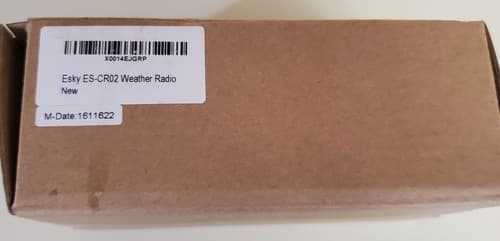 X0014EJGRP
Esky ES-CR02 Weather Radio
New
M-Date:1611622